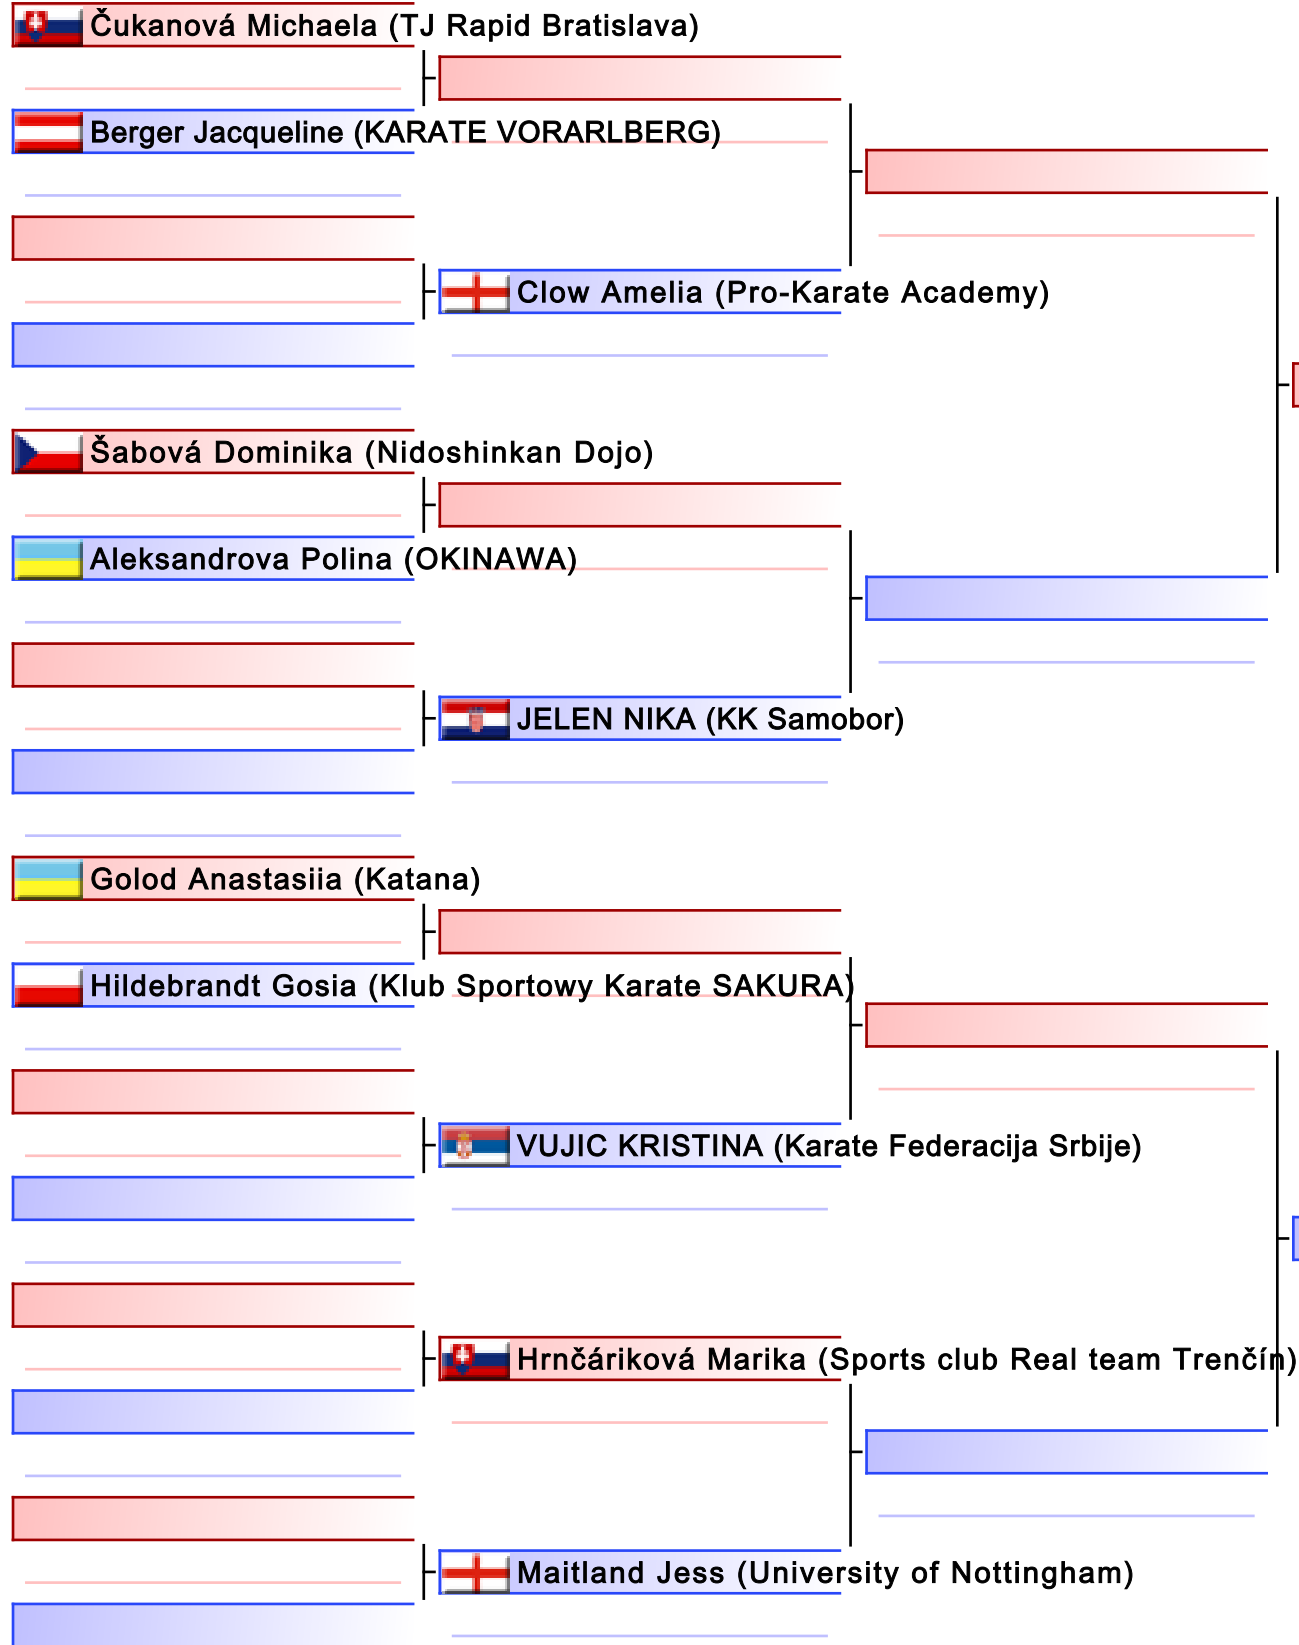 Čukanová Michaela (TJ Rapid Bratislava)
Berger Jacqueline (KARATE VORARLBERG)
Clow Amelia (Pro-Karate Academy)
Šabová Dominika (Nidoshinkan Dojo)
Aleksandrova Polina (OKINAWA)
JELEN NIKA (KK Samobor)
Golod Anastasiia (Katana)
Hildebrandt Gosia (Klub Sportowy Karate SAKURA)
VUJIC KRISTINA (Karate Federacija Srbije)
Hrnčáriková Marika (Sports club Real team Trenčín)
Maitland Jess (University of Nottingham)